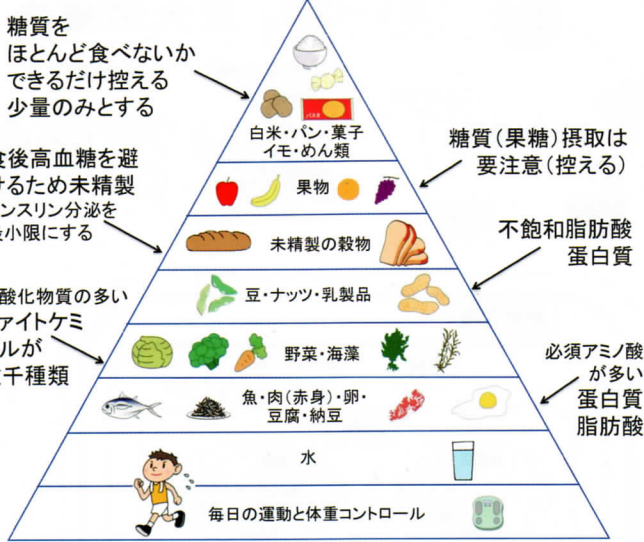 糖質を
ほとんど食べないか
できるだけ控える
少量のみとする
白米・パン・菓子
イモ・めん類
糖質(果糖)摂取は
要注意(控える)
食後高血糖を避
けるため未精製
ンスリン分泌を
最小限にする
果物
未精製の穀物
不飽和脂肪酸
蛋白質
豆・ナッツ・乳製品
酸化物質の多い
ァイトケミ
ルが
千種類
野菜・海藻
必須アミノ酸
が多い
蛋白質
脂肪酸
魚・肉(赤身)・卵・
豆腐・納豆
水
毎日の運動と体重コントロール